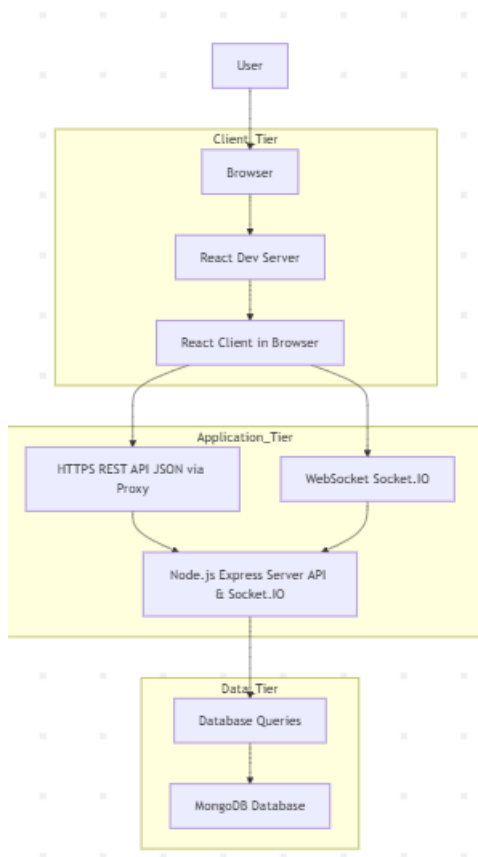 User
Client_Tier
Browser
React Dev Server
React Client in Browser
Application_Tier
HTTPS REST API JSON via
Proxy
WebSocket Socket.IO
Node.js Express Server API
& Socket.IO
Data_Tier
Database Queries
MongoDB Database